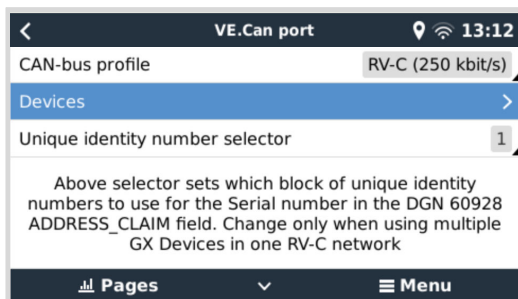 VE.Can port 13:12
CAN-bus profile RV-C (250 kbit/s)
Devices
Unique identity number selector 1
Above selector sets which block of unique identity
numbers to use for the Serial number in the DGN 60928
ADDRESS_CLAIM field. Change only when using multiple
GX Devices in one RV-C network
Pages Menu